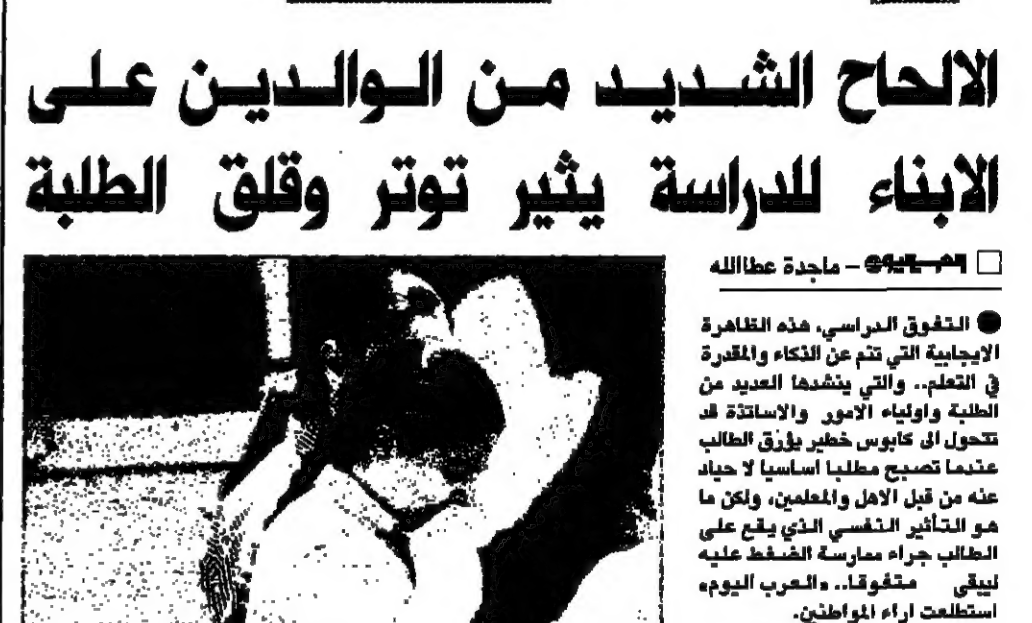 الالحاح الشديد من الوالدين على
الابناء للدراسة يثير توتر وقلق الطلبة
– ماجدة عطاالله
التفوق الدراسي، هذه الظاهرة
الايجابية التي تنم عن الذكاء والمقدرة
في التعلم.. والتي ينشدها العديد من
الطلبة واولياء الامور والاساتذة قد
تتحول الى كابوس خطير يؤرق الطالب
عندما تصبح مطلبا اساسيا لا حياد
عنه من قبل الاهل والمعلمين، ولكن ما
هو التأثير النفسي الذي يقع على
الطالب جراء ممارسة الضغط عليه
ليبقى متفوقا.. «العرب اليوم»
استطلعت اراء المواطنين.